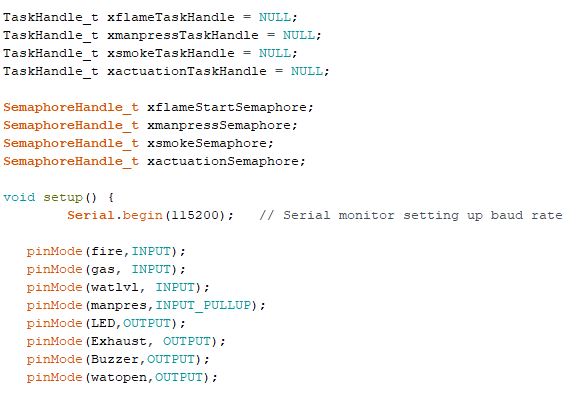 TaskHandle_t xflameTaskHandle = NULL;
TaskHandle_t xmanpressTaskHandle = NULL;
TaskHandle_t xsmokeTaskHandle = NULL;
TaskHandle_t xactuationTaskHandle = NULL;
SemaphoreHandle_t xflameStartSemaphore;
SemaphoreHandle_t xmanpressSemaphore;
SemaphoreHandle_t xsmokeSemaphore;
SemaphoreHandle_t xactuationSemaphore;
void setup() {
Serial.begin(115200);   // Serial monitor setting up baud rate
pinMode(fire,INPUT);
pinMode(gas, INPUT);
pinMode(watlvl, INPUT);
pinMode(manpres,INPUT_PULLUP);
pinMode(LED,OUTPUT);
pinMode(Exhaust, OUTPUT);
pinMode(Buzzer,OUTPUT);
pinMode(watopen,OUTPUT);